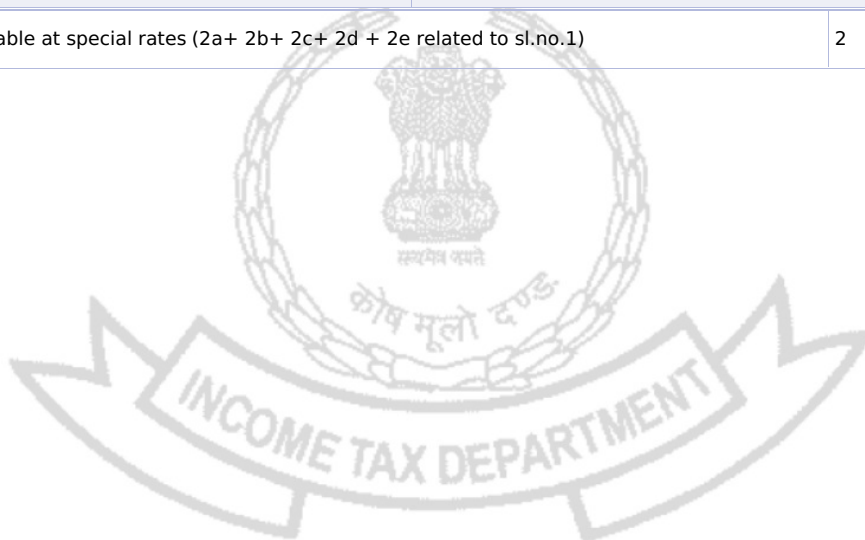 able at special rates (2a+ 2b+ 2c+ 2d + 2e related to sl.no.1) 2
सत्यमेव जयते
कोष मूलो दण्डः
INCOME TAX DEPARTMENT